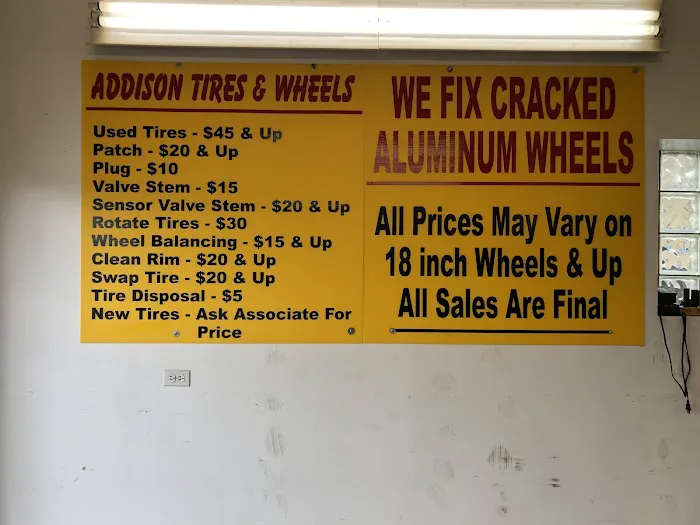 ADDISON TIRES & WHEELS
Used Tires - $45 & Up
Patch - $20 & Up
Plug - $10
Valve Stem - $15
Sensor Valve Stem - $20 & Up
Rotate Tires - $30
Wheel Balancing - $15 & Up
Clean Rim - $20 & Up
Swap Tire - $20 & Up
Tire Disposal - $5
New Tires - Ask Associate For
Price
WE FIX CRACKED
ALUMINUM WHEELS
All Prices May Vary on
18 inch Wheels & Up
All Sales Are Final